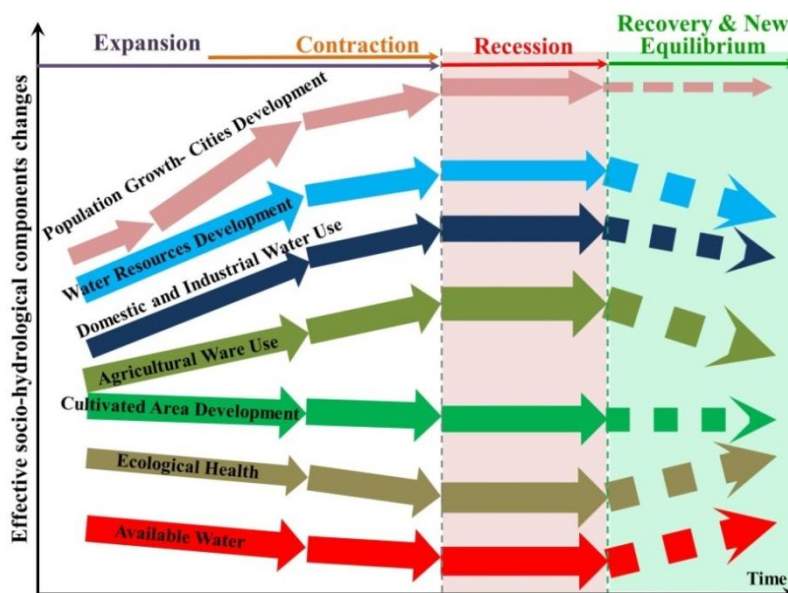 Expansion
Contraction
Recession
Recovery & New
Equilibrium
Effective socio-hydrological components changes
Population Growth- Cities Development
Water Resources Development
Domestic and Industrial Water Use
Agricultural Ware Use
Cultivated Area Development
Ecological Health
Available Water
Time